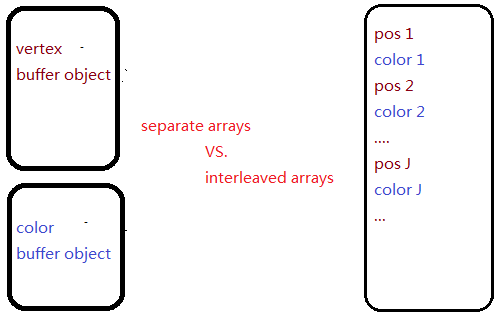 vertex
buffer object
color
buffer object
separate arrays
VS.
interleaved arrays
pos 1
color 1
pos 2
color 2
....
pos J
color J
...